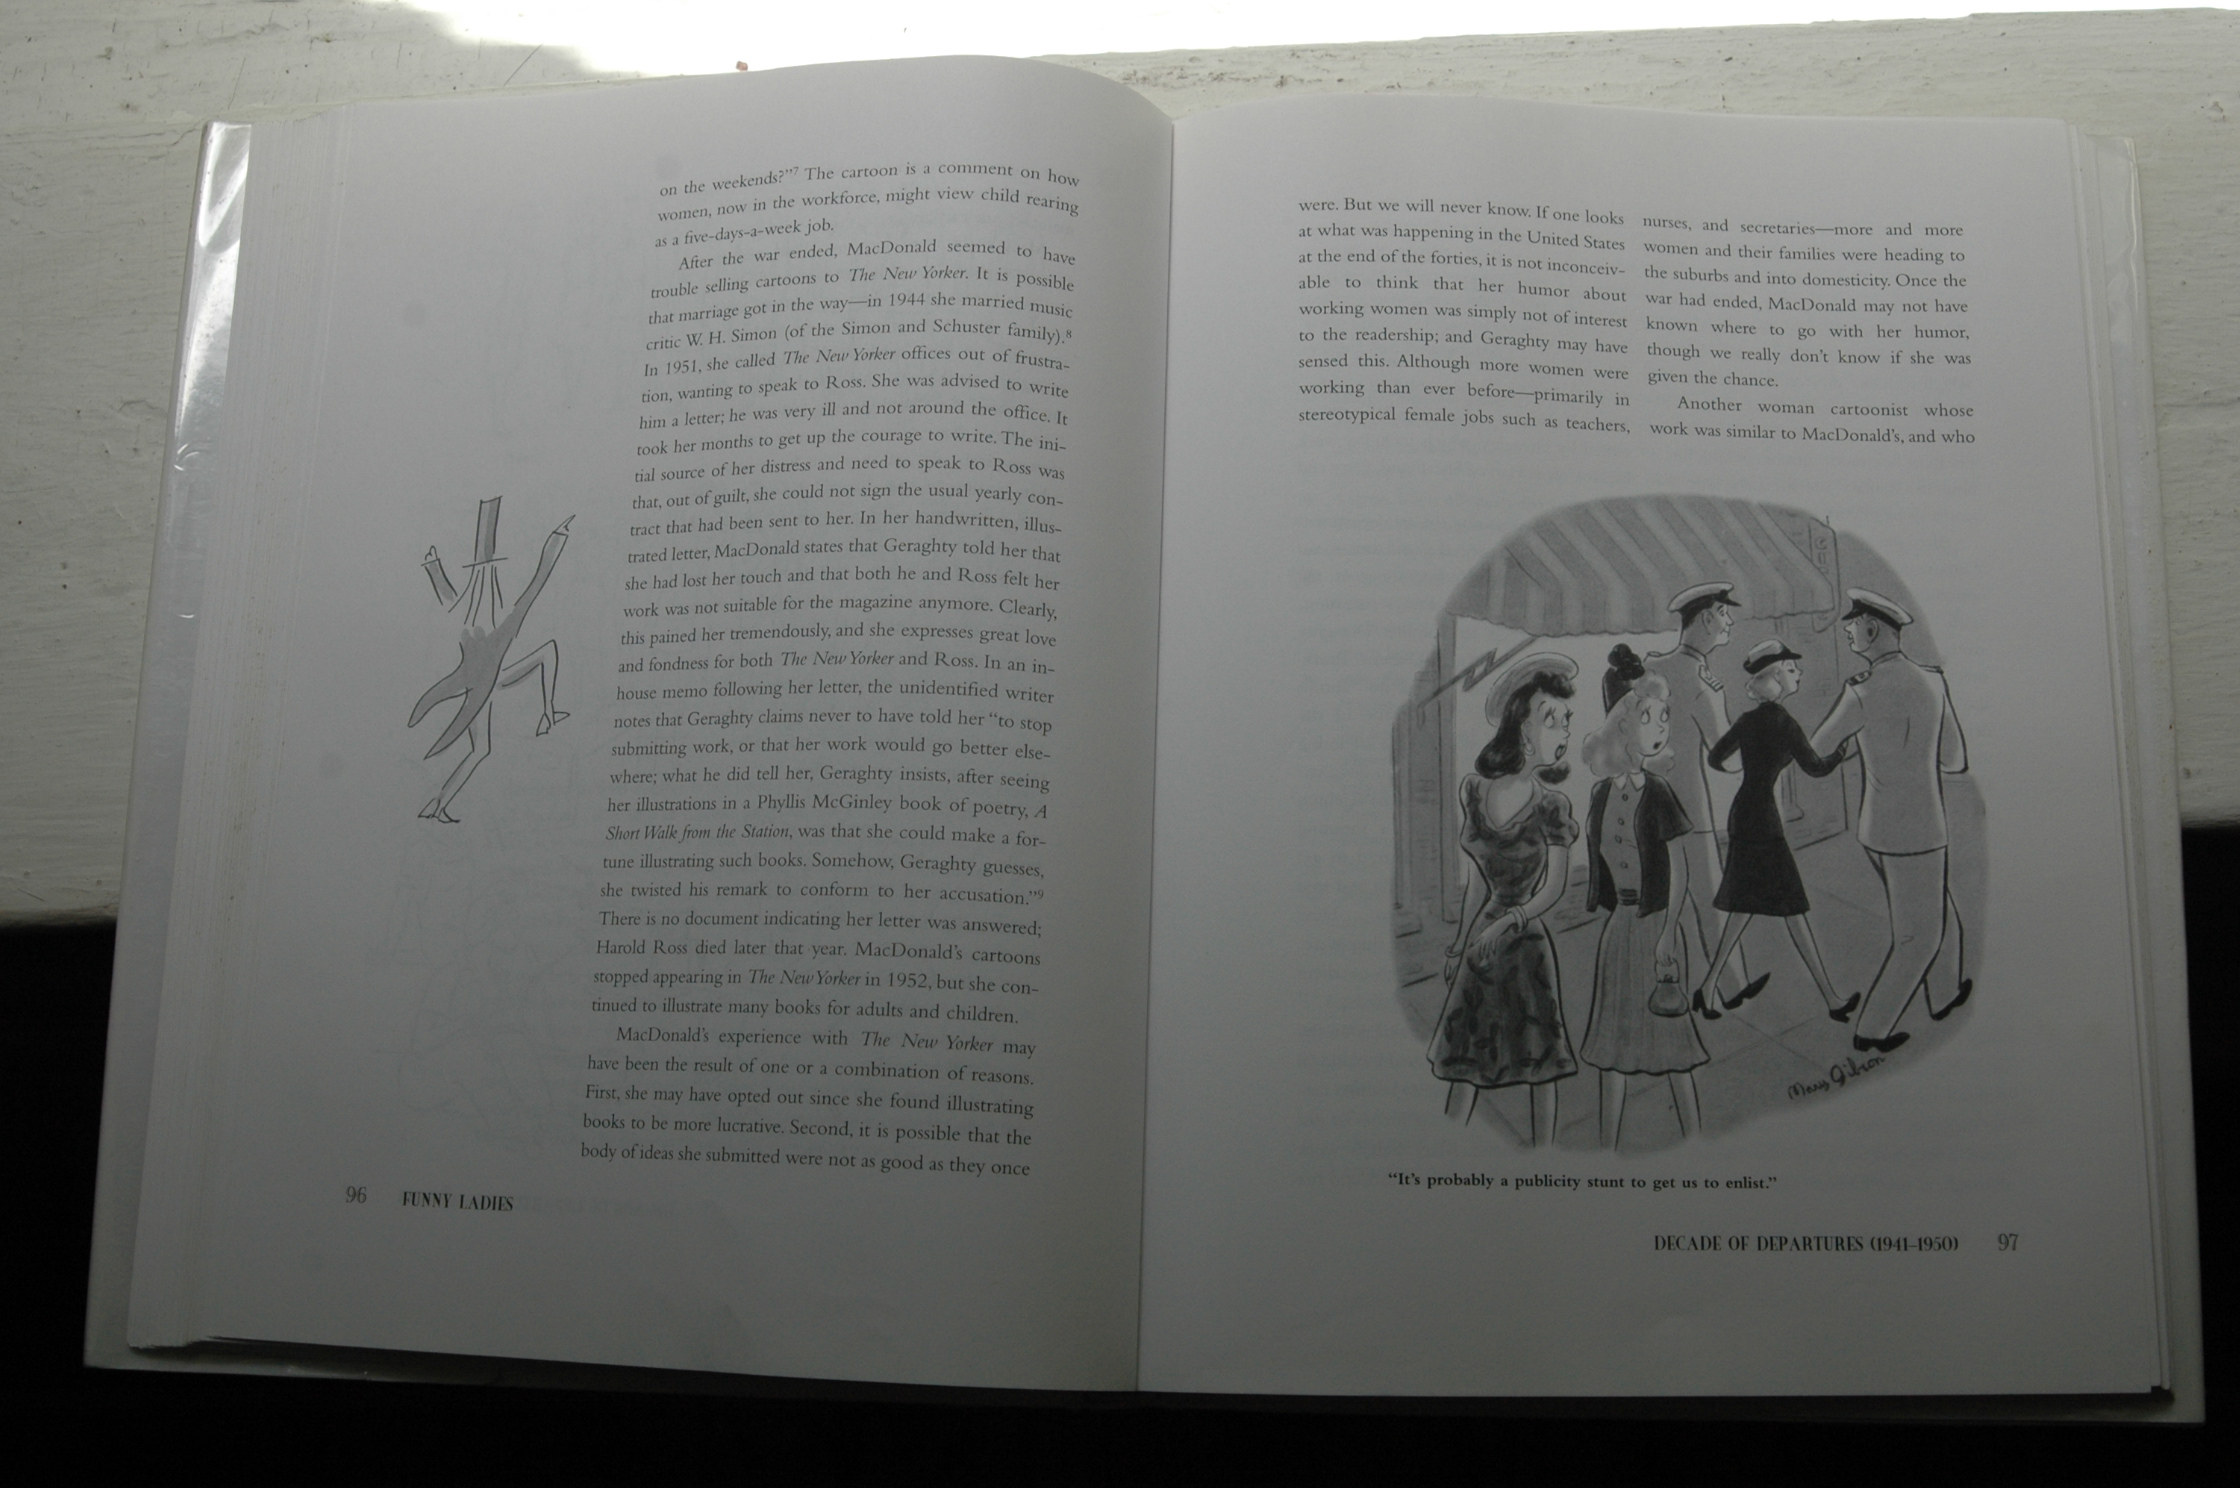 on the weekends?"7 The cartoon is a comment on how
women, now in the workforce, might view child rearing
as a five-days-a-week job.
After the war ended, MacDonald seemed to have
trouble selling cartoons to The New Yorker. It is possible
that marriage got in the way—in 1944 she married music
critic W. H. Simon (of the Simon and Schuster family).8
In 1951, she called The New Yorker offices out of frustra-
tion, wanting to speak to Ross. She was advised to write
him a letter; he was very ill and not around the office. It
took her months to get up the courage to write. The ini-
tial source of her distress and need to speak to Ross was
that, out of guilt, she could not sign the usual yearly con-
tract that had been sent to her. In her handwritten, illus-
trated letter, MacDonald states that Geraghty told her that
she had lost her touch and that both he and Ross felt her
work was not suitable for the magazine anymore. Clearly,
this pained her tremendously, and she expresses great love
and fondness for both The New Yorker and Ross. In an in-
house memo following her letter, the unidentified writer
notes that Geraghty claims never to have told her "to stop
submitting work, or that her work would go better else-
where; what he did tell her, Geraghty insists, after seeing
her illustrations in a Phyllis McGinley book of poetry, A
Short Walk from the Station, was that she could make a for-
tune illustrating such books. Somehow, Geraghty guesses,
she twisted his remark to conform to her accusation."9
There is no document indicating her letter was answered;
Harold Ross died later that year. MacDonald's cartoons
stopped appearing in The New Yorker in 1952, but she con-
tinued to illustrate many books for adults and children.
MacDonald's experience with The New Yorker may
have been the result of one or a combination of reasons.
First, she may have opted out since she found illustrating
books to be more lucrative. Second, it is possible that the
body of ideas she submitted were not as good as they once
96 FUNNY LADIES
were. But we will never know. If one looks
at what was happening in the United States
at the end of the forties, it is not inconceiv-
able to think that her humor about
working women was simply not of interest
to the readership; and Geraghty may have
sensed this. Although more women were
working than ever before—primarily in
stereotypical female jobs such as teachers,
nurses, and secretaries—more and more
women and their families were heading to
the suburbs and into domesticity. Once the
war had ended, MacDonald may not have
known where to go with her humor,
though we really don't know if she was
given the chance.
Another woman cartoonist whose
work was similar to MacDonald's, and who
Mary Gibson
"It's probably a publicity stunt to get us to enlist."
DECADE OF DEPARTURES (1941–1950) 97